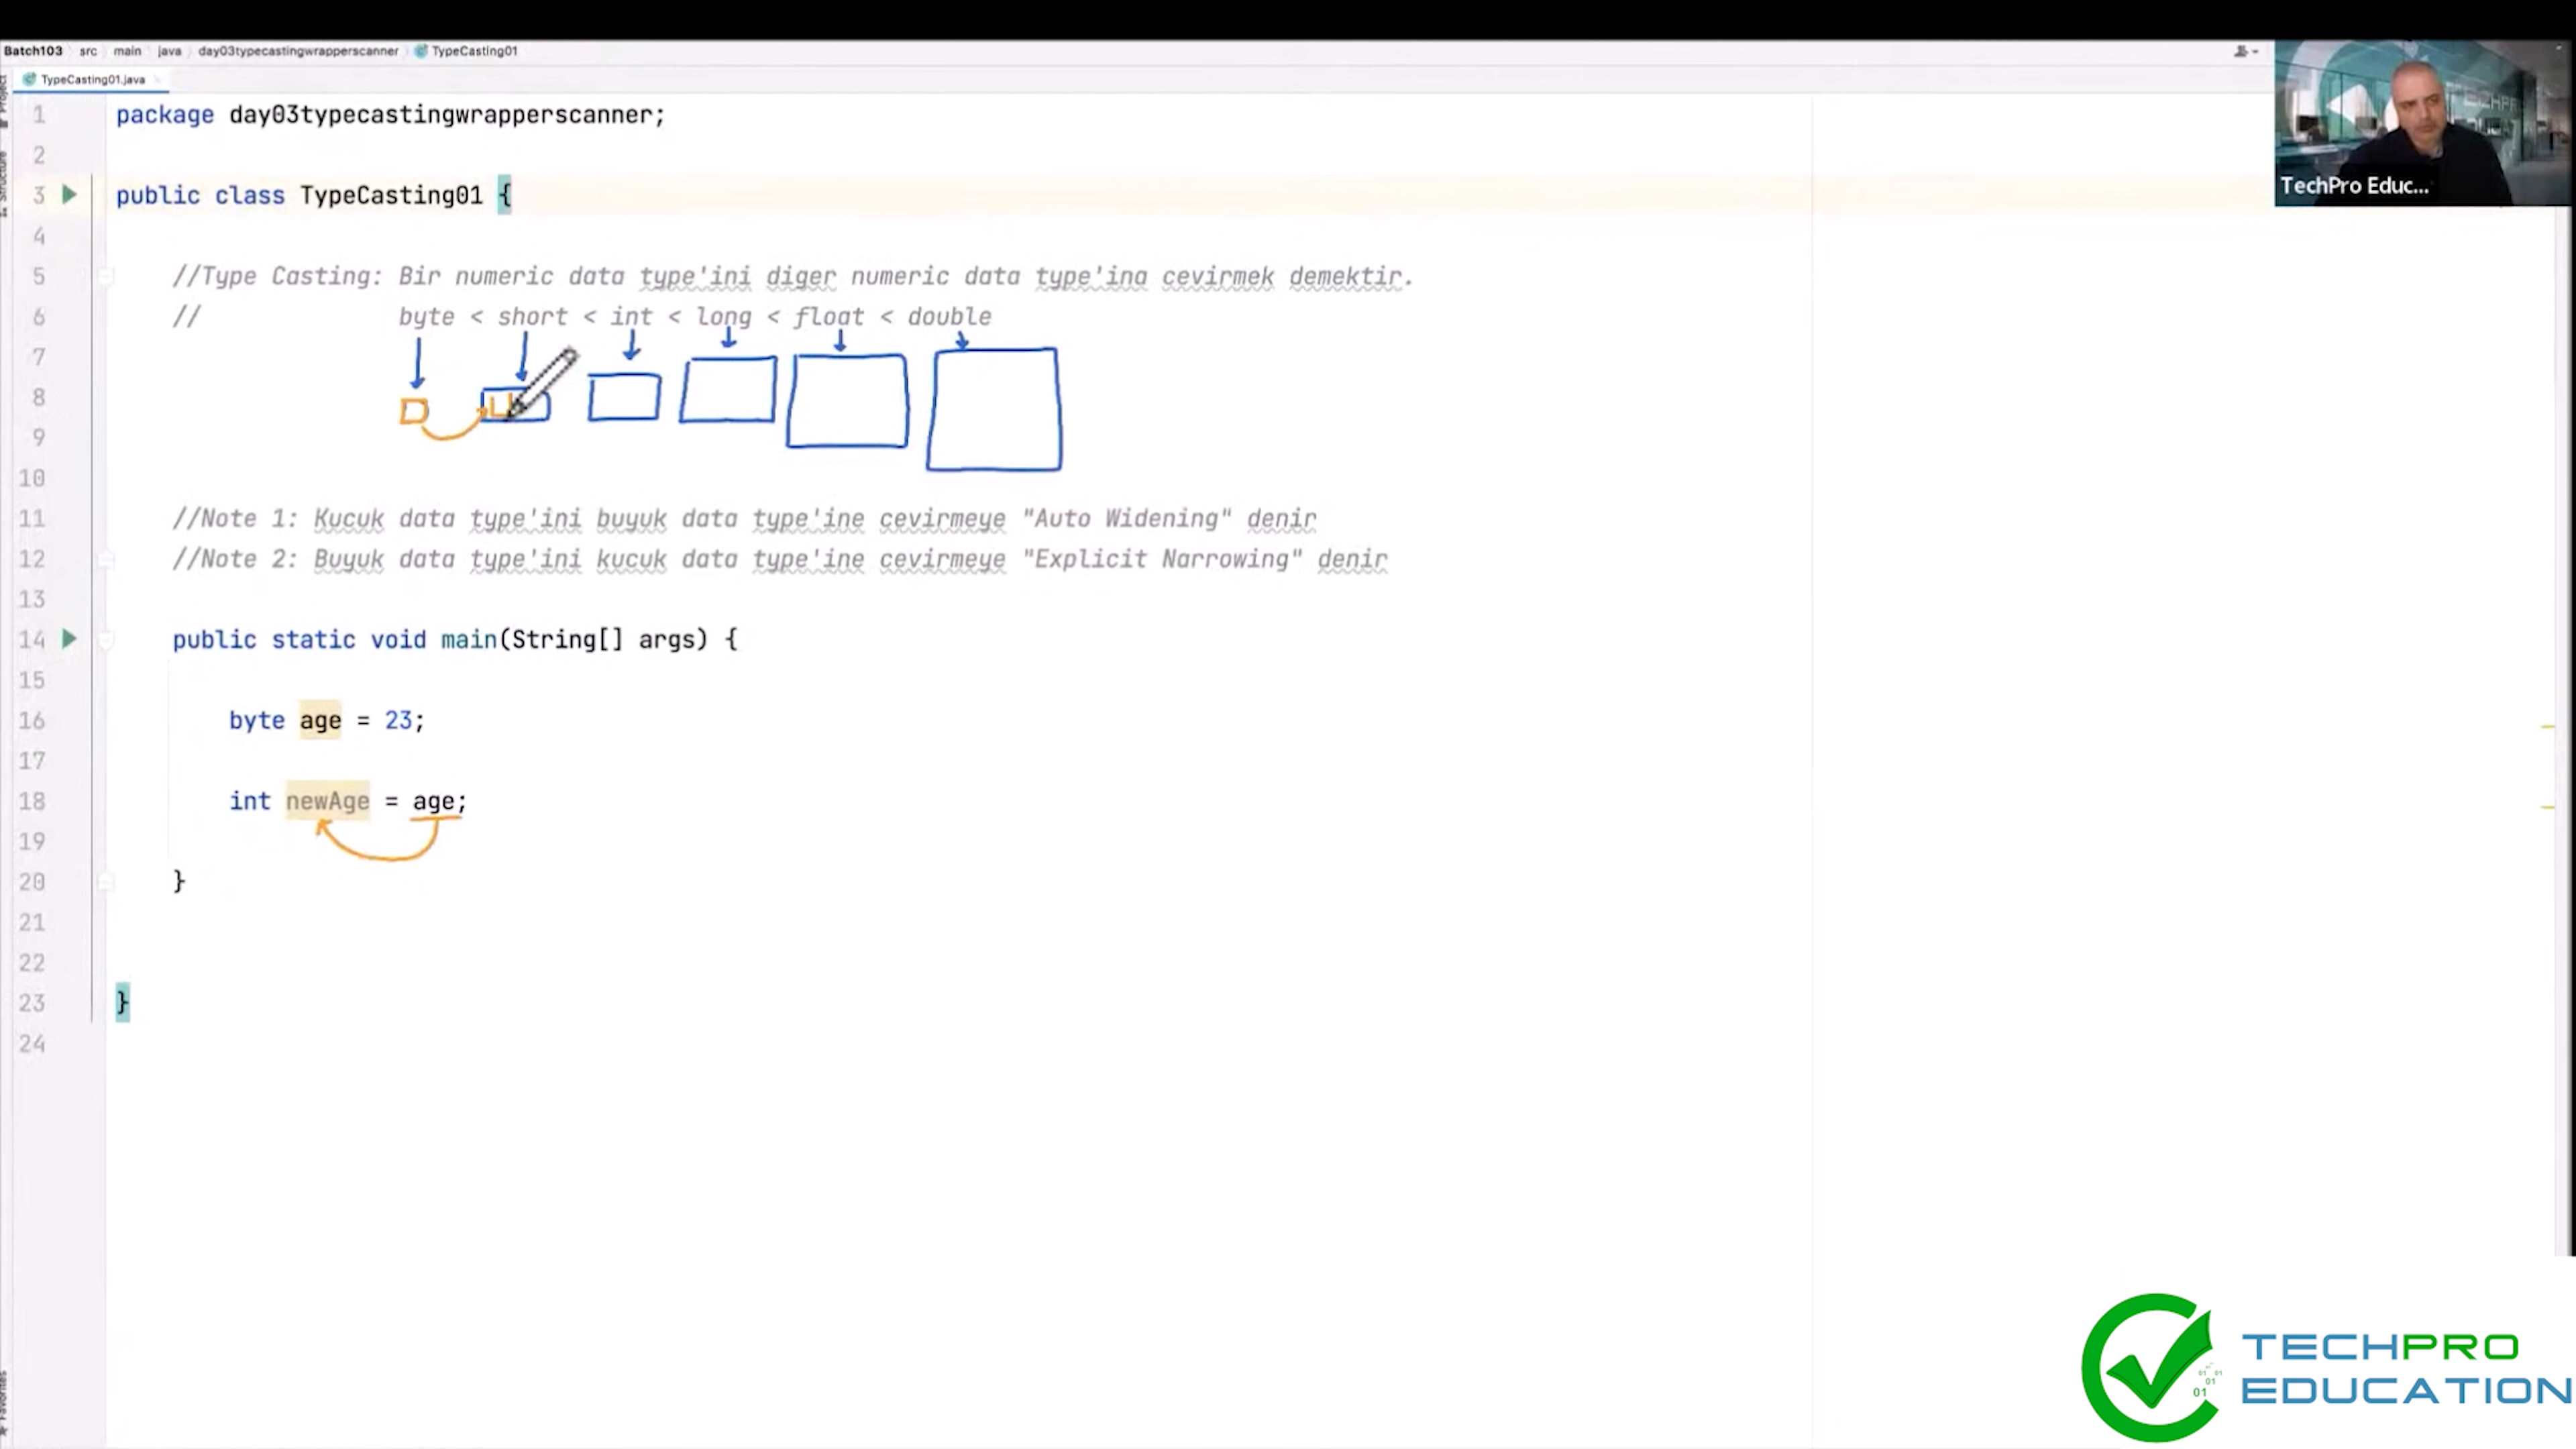 Batch103 src main java day03typecastingwrapperscanner TypeCasting01
Project
TypeCasting01.java
Structure
TechPro Educ...
1 package day03typecastingwrapperscanner;
2
3 public class TypeCasting01 {
4
5 //Type Casting: Bir numeric data type'ini diger numeric data type'ina cevirmek demektir.
6 // byte < short < int < long < float < double
7
8
9
10
11 //Note 1: Kucuk data type'ini buyuk data type'ine cevirmeye "Auto Widening" denir
12 //Note 2: Buyuk data type'ini kucuk data type'ine cevirmeye "Explicit Narrowing" denir
13
14 public static void main(String[] args) {
15
16 byte age = 23;
17
18 int newAge = age;
19
20 }
21
22
23 }
24
Favorites
TECHPRO
EDUCATION